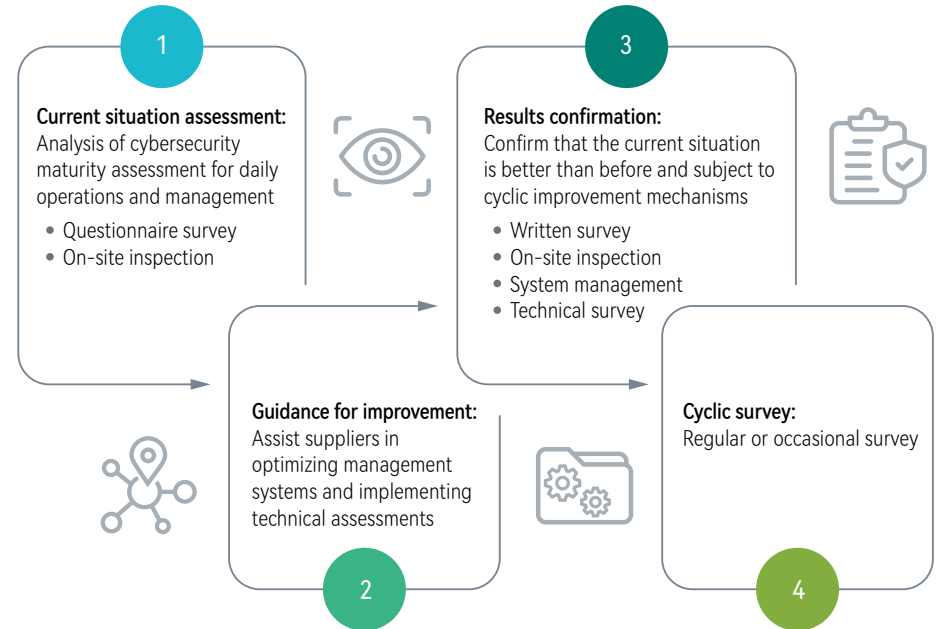 1
Current situation assessment:
Analysis of cybersecurity
maturity assessment for daily
operations and management
• Questionnaire survey
• On-site inspection
Guidance for improvement:
Assist suppliers in
optimizing management
systems and implementing
technical assessments
2
3
Results confirmation:
Confirm that the current situation
is better than before and subject to
cyclic improvement mechanisms
• Written survey
• On-site inspection
• System management
• Technical survey
Cyclic survey:
Regular or occasional survey
4